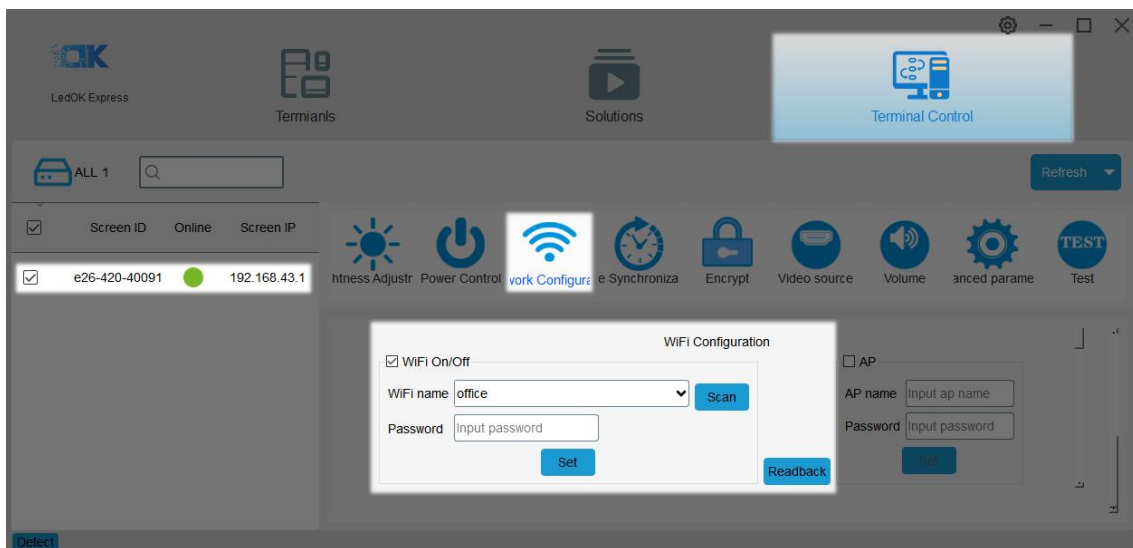 LedOK Express
Termianls
Solutions
Terminal Control
ALL 1
Refresh
Screen ID Online Screen IP
e26-420-40091 192.168.43.1
htness Adjustr Power Control vork Configura e Synchroniza Encrypt Video source Volume anced parame Test
TEST
WiFi Configuration
WiFi On/Off
WiFi name office Scan
Password Input password
Set
Readback
AP
AP name Input ap name
Password Input password
Set
Detect